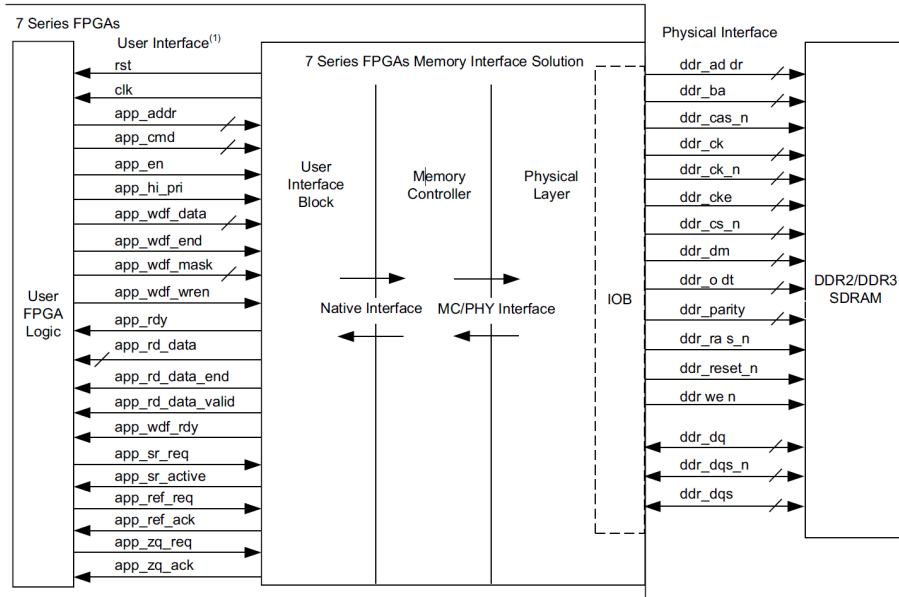 7 Series FPGAs
User Interface(1)
rst
clk
app_addr
app_cmd
app_en
app_hi_pri
app_wdf_data
app_wdf_end
app_wdf_mask
app_wdf_wren
app_rdy
app_rd_data
app_rd_data_end
app_rd_data_valid
app_wdf_rdy
app_sr_req
app_sr_active
app_ref_req
app_ref_ack
app_zq_req
app_zq_ack
User
FPGA
Logic
7 Series FPGAs Memory Interface Solution
User
Interface
Block
Memory
Controller
Physical
Layer
Native Interface
MC/PHY Interface
IOB
Physical Interface
ddr_ad dr
ddr_ba
ddr_cas_n
ddr_ck
ddr_ck_n
ddr_cke
ddr_cs_n
ddr_dm
ddr_o dt
ddr_parity
ddr_ra s_n
ddr_reset_n
ddr we n
ddr_dq
ddr_dqs_n
ddr_dqs
DDR2/DDR3
SDRAM